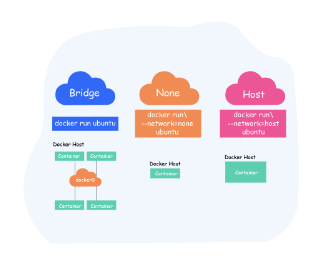 Bridge
None
Host
docker run ubuntu
docker run\
--network=none
ubuntu
docker run\
--network=host
ubuntu
Docker Host
Container
Container
docker0
Container
Container
Docker Host
Container
Docker Host
Container